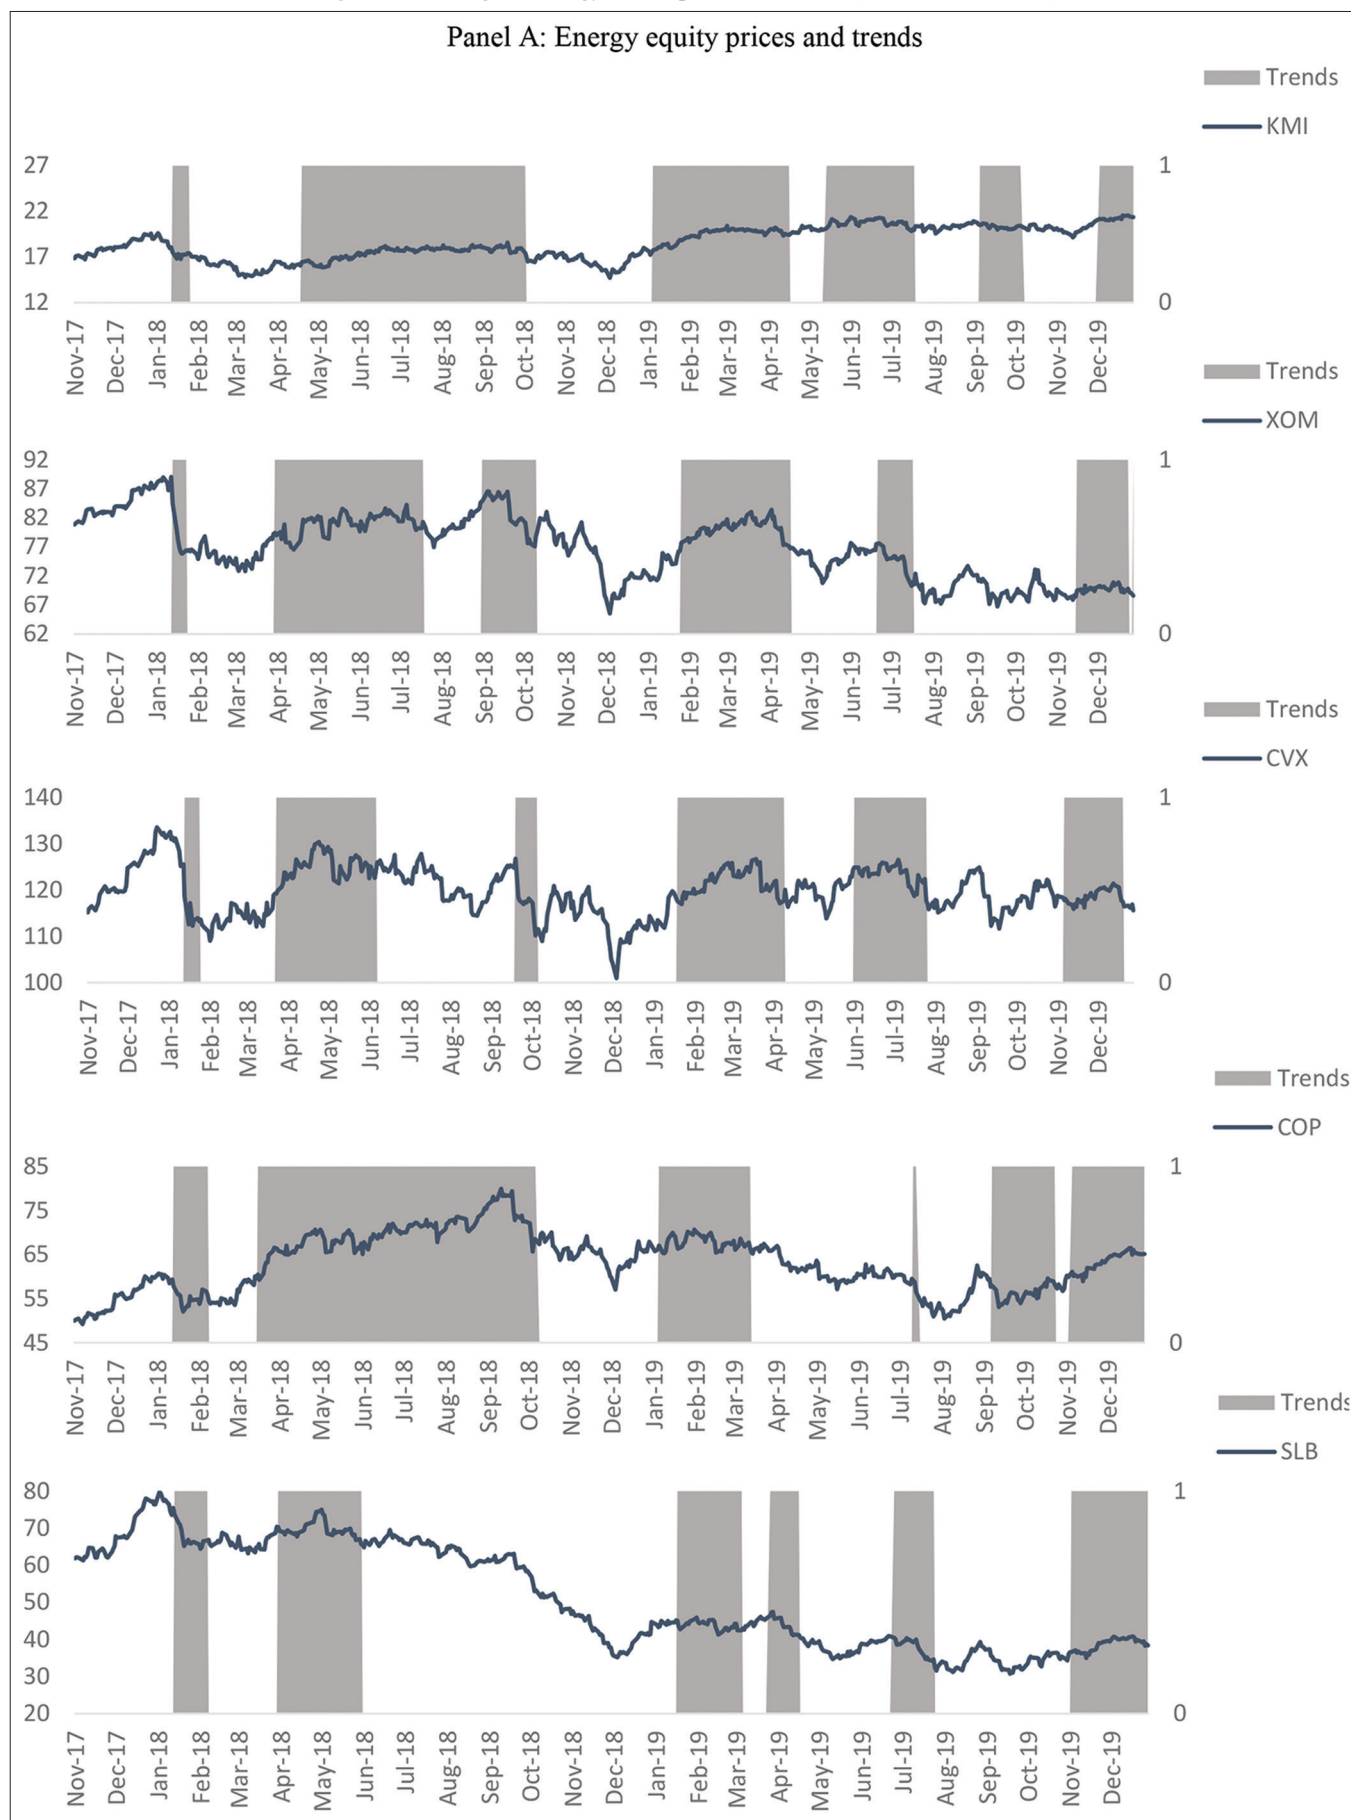 Panel A: Energy equity prices and trends
Trends
KMI
27
22
17
12
1
0
Nov-17
Dec-17
Jan-18
Feb-18
Mar-18
Apr-18
May-18
Jun-18
Jul-18
Aug-18
Sep-18
Oct-18
Nov-18
Dec-18
Jan-19
Feb-19
Mar-19
Apr-19
May-19
Jun-19
Jul-19
Aug-19
Sep-19
Oct-19
Nov-19
Dec-19
Trends
XOM
92
87
82
77
72
67
62
1
0
Nov-17
Dec-17
Jan-18
Feb-18
Mar-18
Apr-18
May-18
Jun-18
Jul-18
Aug-18
Sep-18
Oct-18
Nov-18
Dec-18
Jan-19
Feb-19
Mar-19
Apr-19
May-19
Jun-19
Jul-19
Aug-19
Sep-19
Oct-19
Nov-19
Dec-19
Trends
CVX
140
130
120
110
100
1
0
Nov-17
Dec-17
Jan-18
Feb-18
Mar-18
Apr-18
May-18
Jun-18
Jul-18
Aug-18
Sep-18
Oct-18
Nov-18
Dec-18
Jan-19
Feb-19
Mar-19
Apr-19
May-19
Jun-19
Jul-19
Aug-19
Sep-19
Oct-19
Nov-19
Dec-19
Trends
COP
85
75
65
55
45
1
0
Nov-17
Dec-17
Jan-18
Feb-18
Mar-18
Apr-18
May-18
Jun-18
Jul-18
Aug-18
Sep-18
Oct-18
Nov-18
Dec-18
Jan-19
Feb-19
Mar-19
Apr-19
May-19
Jun-19
Jul-19
Aug-19
Sep-19
Oct-19
Nov-19
Dec-19
Trends
SLB
80
70
60
50
40
30
20
1
0
Nov-17
Dec-17
Jan-18
Feb-18
Mar-18
Apr-18
May-18
Jun-18
Jul-18
Aug-18
Sep-18
Oct-18
Nov-18
Dec-18
Jan-19
Feb-19
Mar-19
Apr-19
May-19
Jun-19
Jul-19
Aug-19
Sep-19
Oct-19
Nov-19
Dec-19